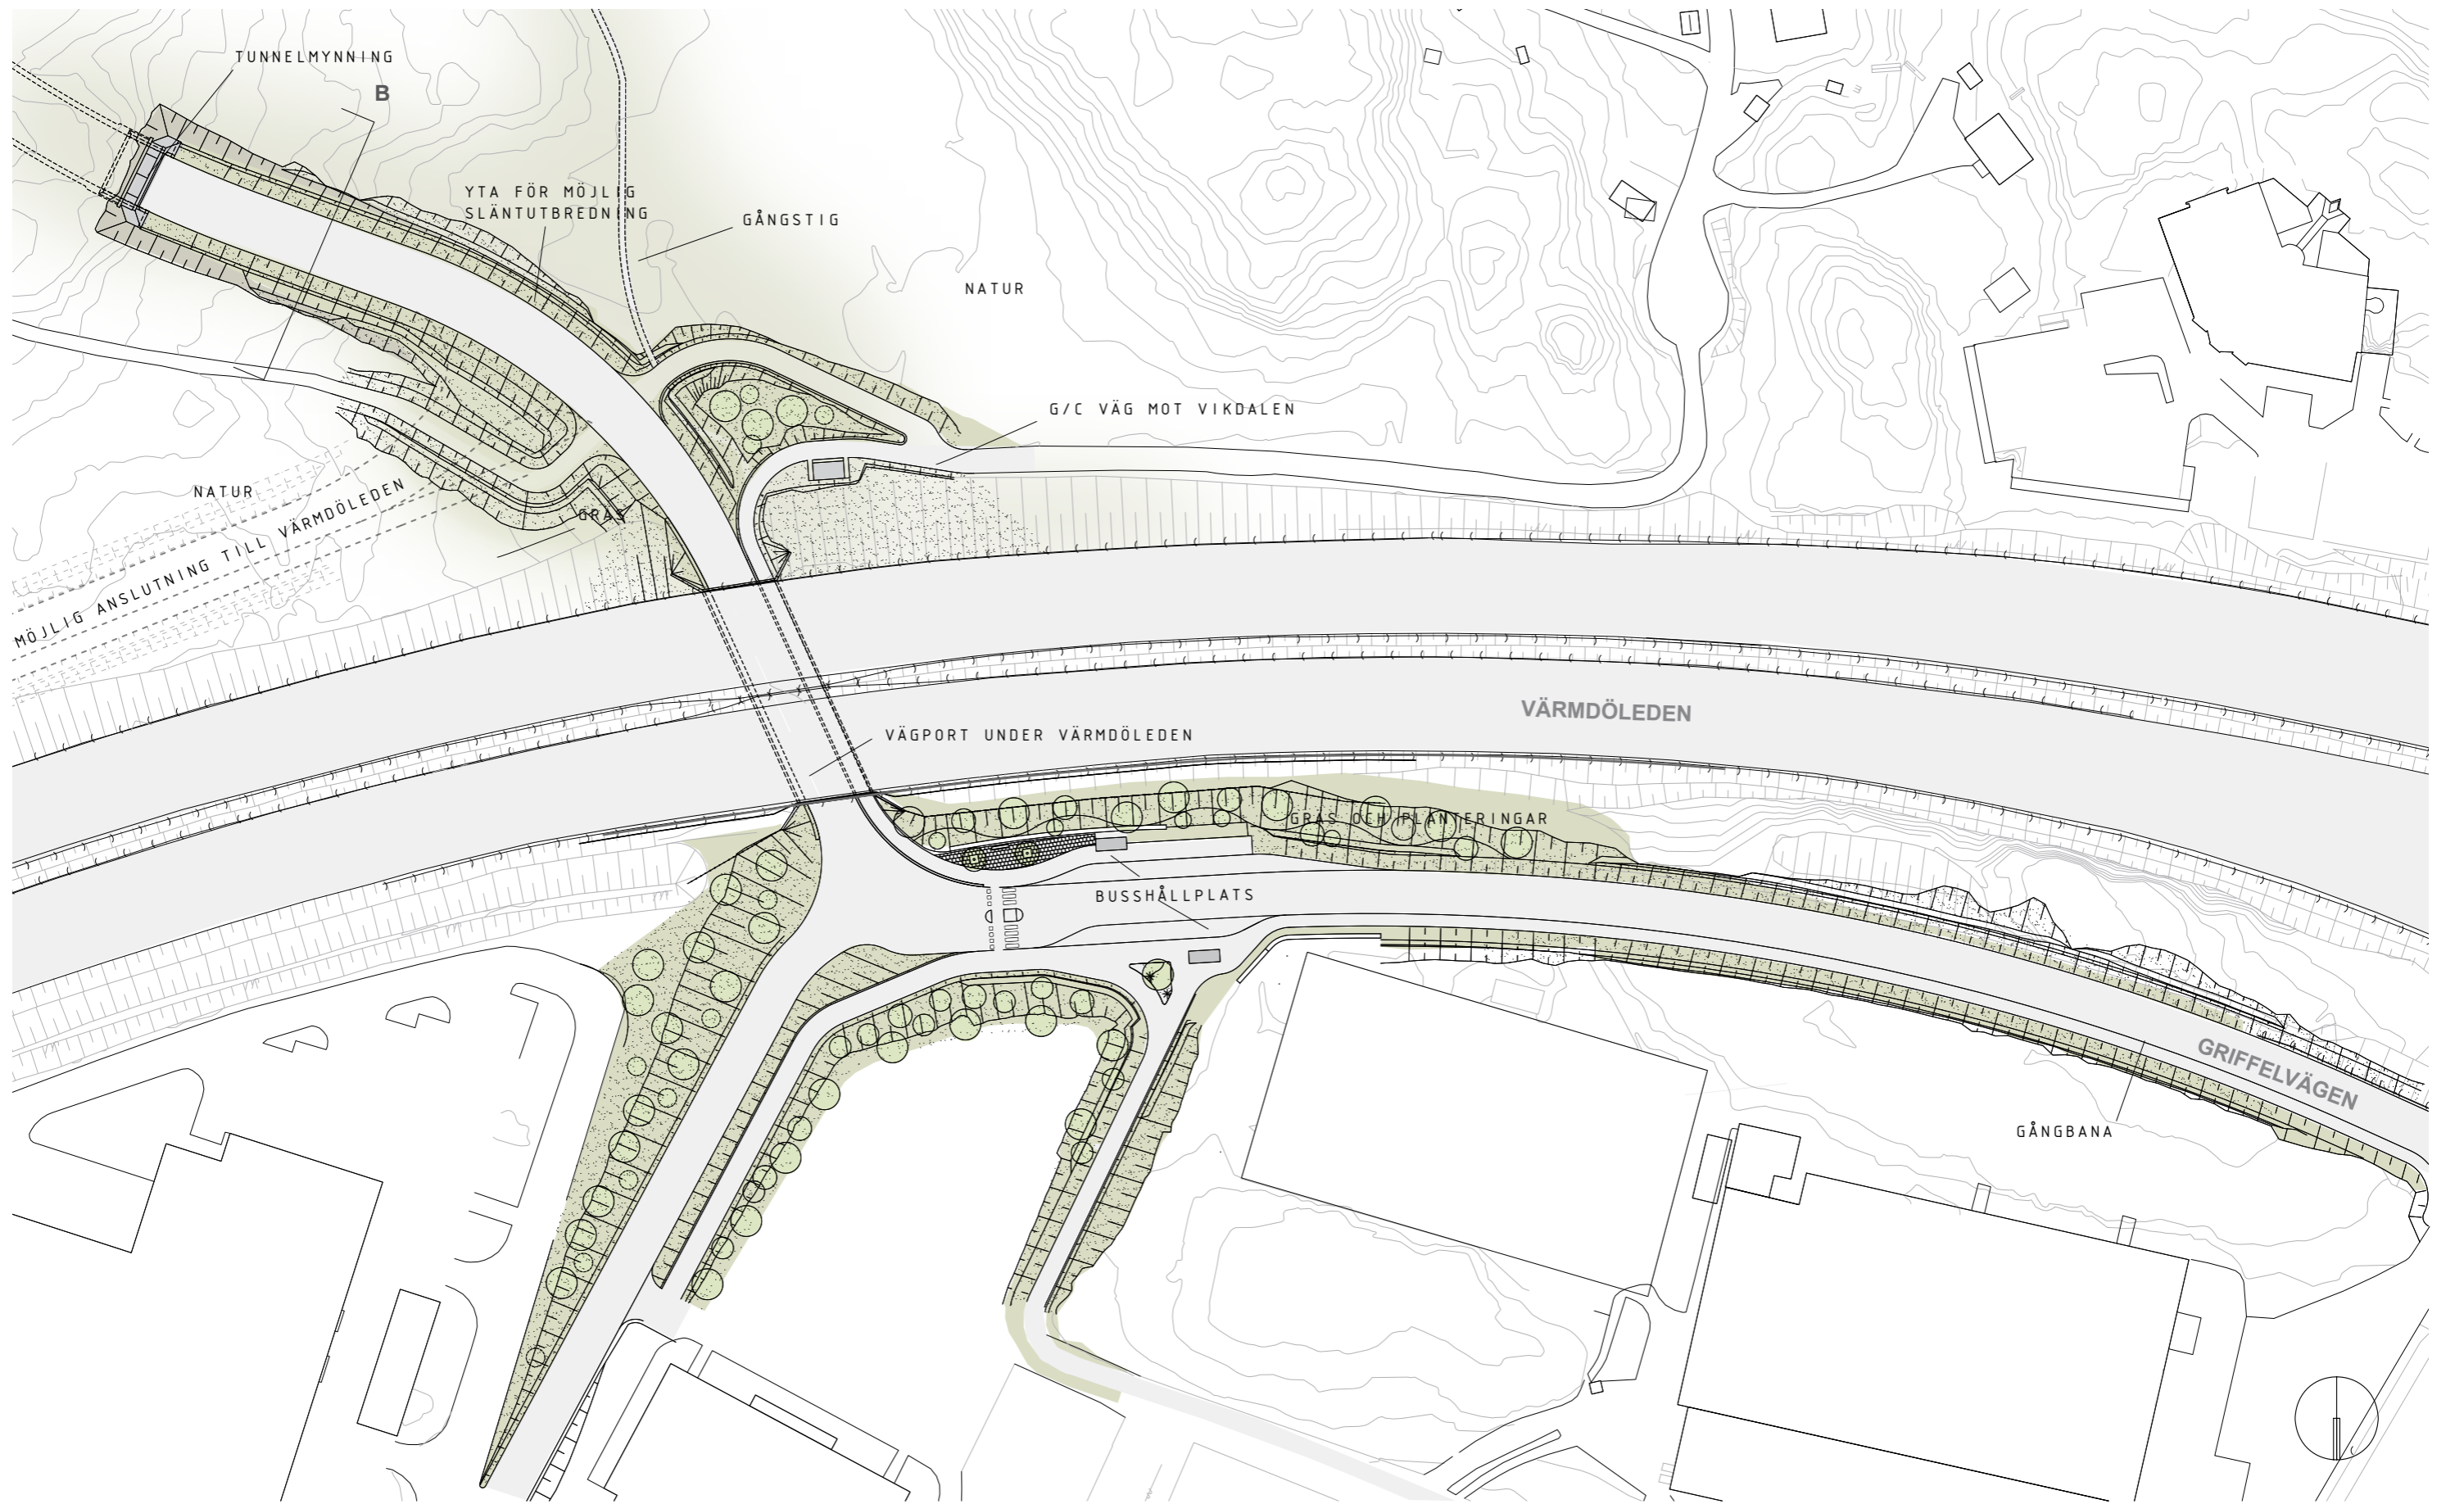 TUNNELMYNNING
B
YTA FÖR MÖJLIG
SLÄNTUTBREDNING
GÅNGSTIG
NATUR
G/C VÄG MOT VIKDALEN
NATUR
GRÄS
MÖJLIG ANSLUTNING TILL VÄRMDÖLEDEN
VÄRMDÖLEDEN
VÄGPORT UNDER VÄRMDÖLEDEN
GRÄS OCH PLANTERINGAR
BUSSHÅLLPLATS
GRIFFELVÄGEN
GÅNGBANA